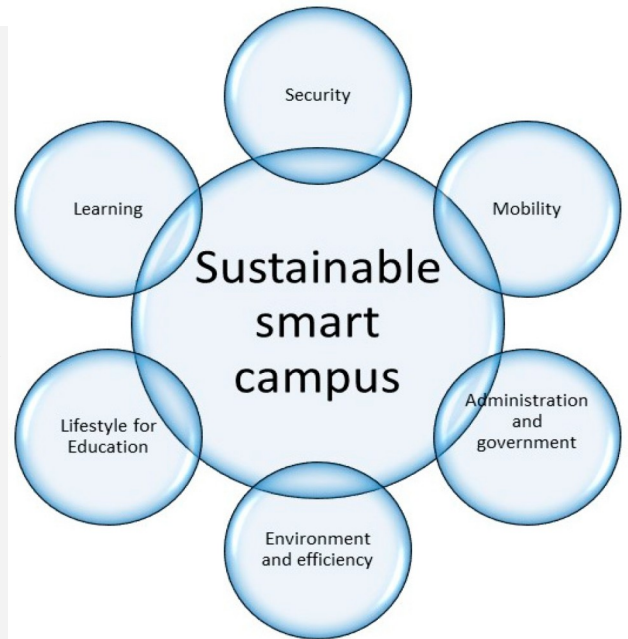 Security
Learning
Mobility
Sustainable
smart
campus
Lifestyle for
Education
Administration
and
government
Environment
and efficiency